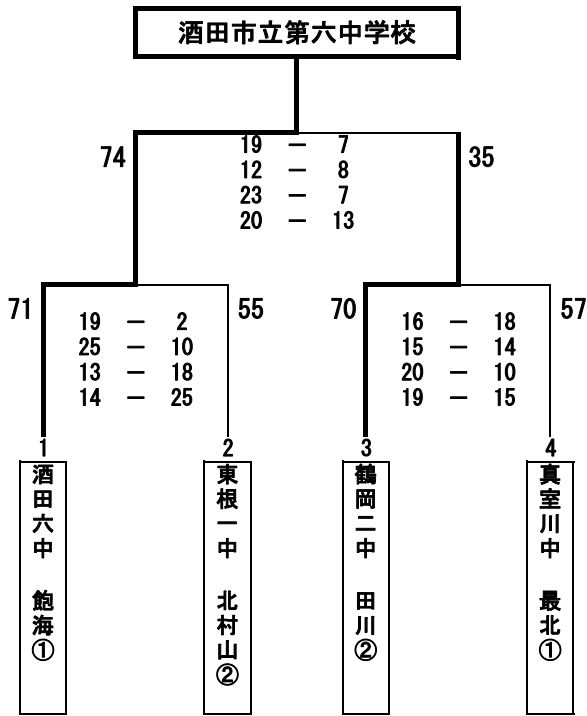 酒田市立第六中学校
74
19 － 7
12 － 8
23 － 7
20 － 13
35
71
19 － 2
25 － 10
13 － 18
14 － 25
55
70
16 － 18
15 － 14
20 － 10
19 － 15
57
1
酒田六中 飽海①
2
東根一中 北村山②
3
鶴岡二中 田川②
4
真室川中 最北①